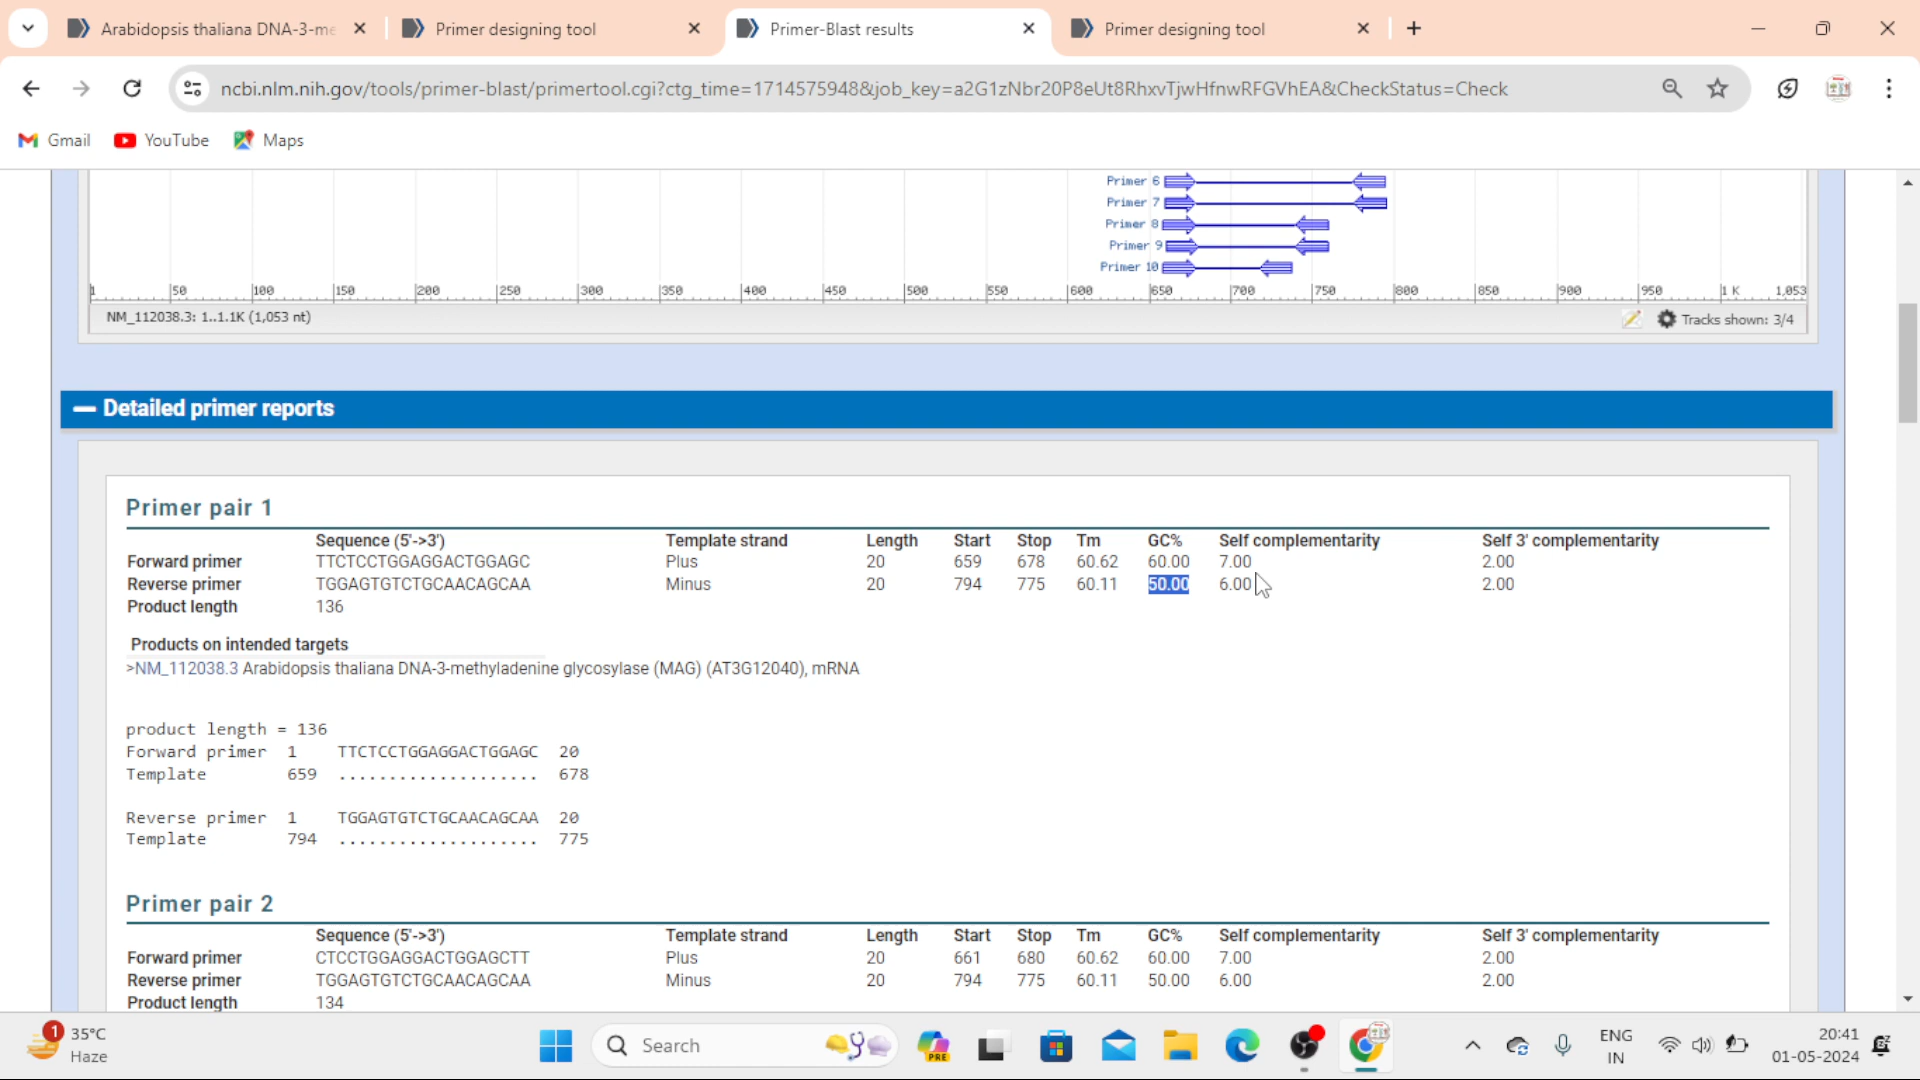 Arabidopsis thaliana DNA-3-me
Primer designing tool
Primer-Blast results
Primer designing tool
ncbi.nlm.nih.gov/tools/primer-blast/primertool.cgi?ctg_time=1714575948&job_key=a2G1zNbr20P8eUt8RhxvTjwHfnwRFGVhEA&CheckStatus=Check
Gmail YouTube Maps
Primer 6
Primer 7
Primer 8
Primer 9
Primer 10
1 50 100 150 200 250 300 350 400 450 500 550 600 650 700 750 800 850 900 950 1 K 1,053
NM_112038.3: 1..1.1K (1,053 nt) Tracks shown: 3/4
Detailed primer reports
Primer pair 1
Sequence (5'->3') Template strand Length Start Stop Tm GC% Self complementarity Self 3' complementarity
Forward primer TTCTCCTGGAGGACTGGAGC Plus 20 659 678 60.62 60.00 7.00 2.00
Reverse primer TGGAGTGTCTGCAACAGCAA Minus 20 794 775 60.11 50.00 6.00 2.00
Product length 136
Products on intended targets
>NM_112038.3 Arabidopsis thaliana DNA-3-methyladenine glycosylase (MAG) (AT3G12040), mRNA
product length = 136
Forward primer 1 TTCTCCTGGAGGACTGGAGC 20
Template 659 .................... 678
Reverse primer 1 TGGAGTGTCTGCAACAGCAA 20
Template 794 .................... 775
Primer pair 2
Sequence (5'->3') Template strand Length Start Stop Tm GC% Self complementarity Self 3' complementarity
Forward primer CTCCTGGAGGACTGGAGCTT Plus 20 661 680 60.62 60.00 7.00 2.00
Reverse primer TGGAGTGTCTGCAACAGCAA Minus 20 794 775 60.11 50.00 6.00 2.00
Product length 134
1 35°C
Haze
Search
PRE
ENG
IN
20:41
01-05-2024